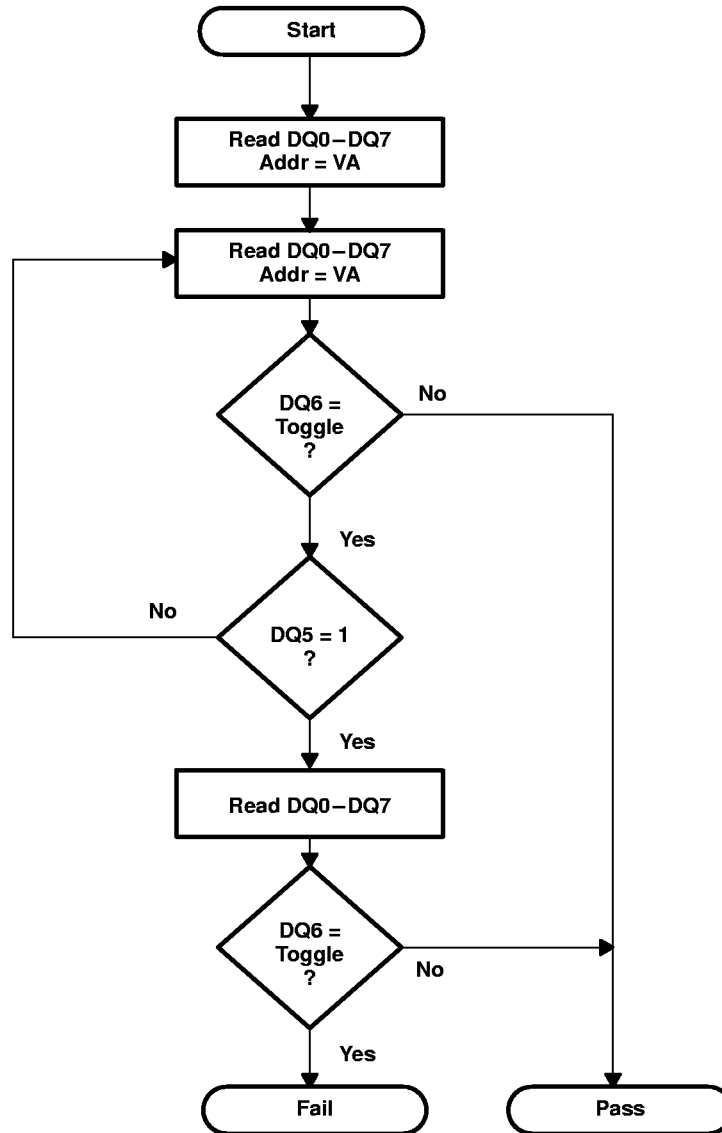 Start
Read DQ0–DQ7
Addr = VA
Read DQ0–DQ7
Addr = VA
DQ6 =
Toggle
?
No
Yes
DQ5 = 1
?
No
Yes
Read DQ0–DQ7
DQ6 =
Toggle
?
No
Yes
Fail
Pass